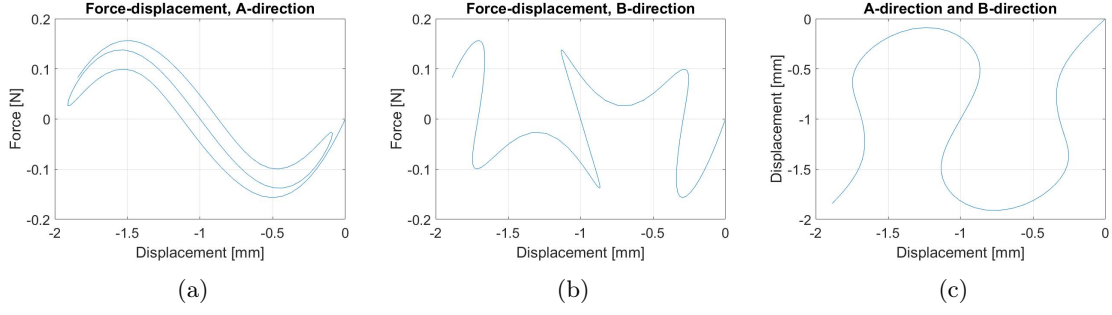 Force-displacement, A-direction
0.2
0.1
0
-0.1
-0.2
Force [N]
-2 -1.5 -1 -0.5 0
Displacement [mm]
(a)
Force-displacement, B-direction
0.2
0.1
0
-0.1
-0.2
Force [N]
-2 -1.5 -1 -0.5 0
Displacement [mm]
(b)
A-direction and B-direction
0
-0.5
-1
-1.5
-2
Displacement [mm]
-2 -1.5 -1 -0.5 0
Displacement [mm]
(c)